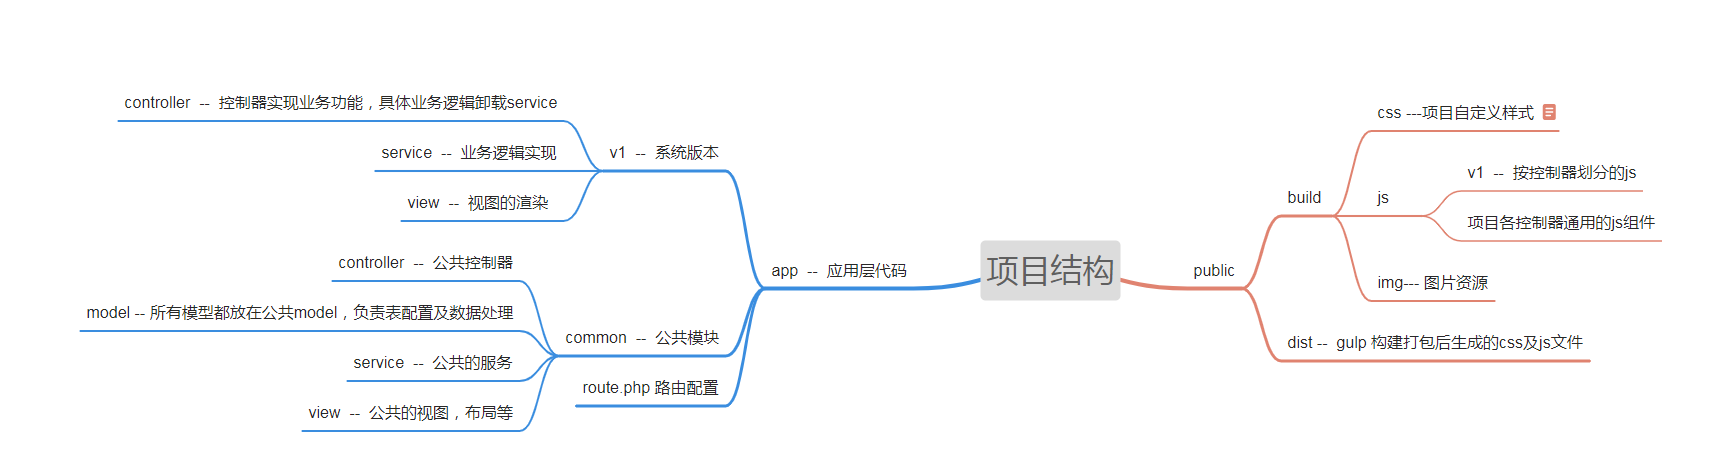 项目结构
app -- 应用层代码
v1 -- 系统版本
controller -- 控制器实现业务功能，具体业务逻辑卸载service
service -- 业务逻辑实现
view -- 视图的渲染
common -- 公共模块
controller -- 公共控制器
model -- 所有模型都放在公共model，负责表配置及数据处理
service -- 公共的服务
view -- 公共的视图，布局等
route.php 路由配置
public
build
css ---项目自定义样式
js
v1 -- 按控制器划分的js
项目各控制器通用的js组件
img--- 图片资源
dist -- gulp 构建打包后生成的css及js文件